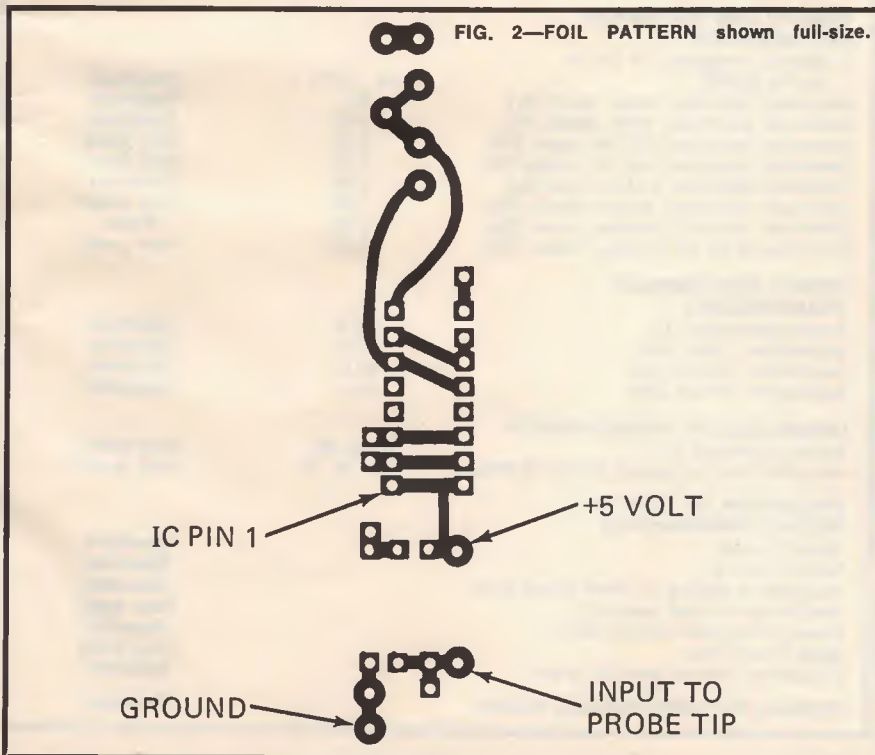 FIG. 2—FOIL PATTERN shown full-size.
IC PIN 1
+5 VOLT
GROUND
INPUT TO
PROBE TIP